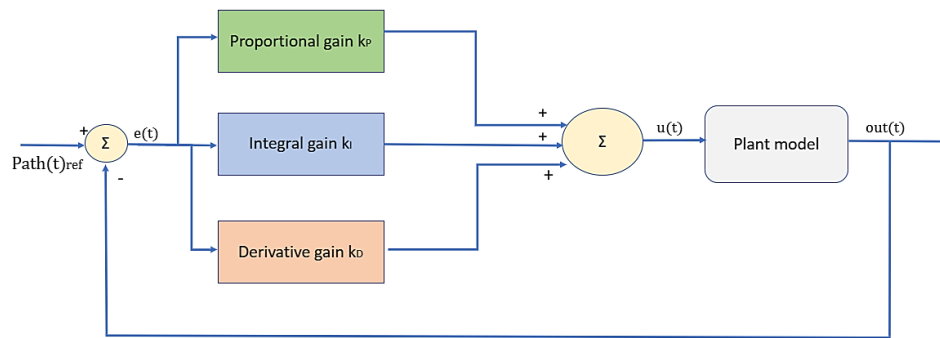 Proportional gain kP
+
Σ
e(t)
Path(t)ref
-
Integral gain kI
+
+
+
Σ
u(t)
Plant model
out(t)
Derivative gain kD